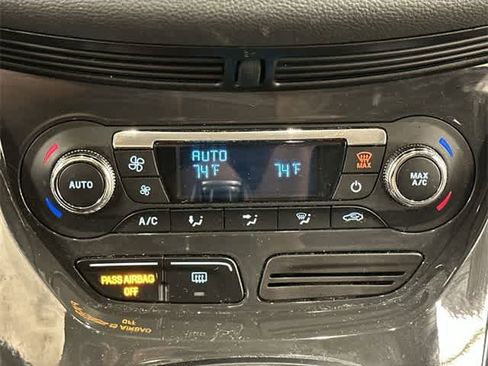 AUTO
74°F 74°F
MAX
AUTO
MAX
A/C
A/C
PASS AIRBAG
OFF